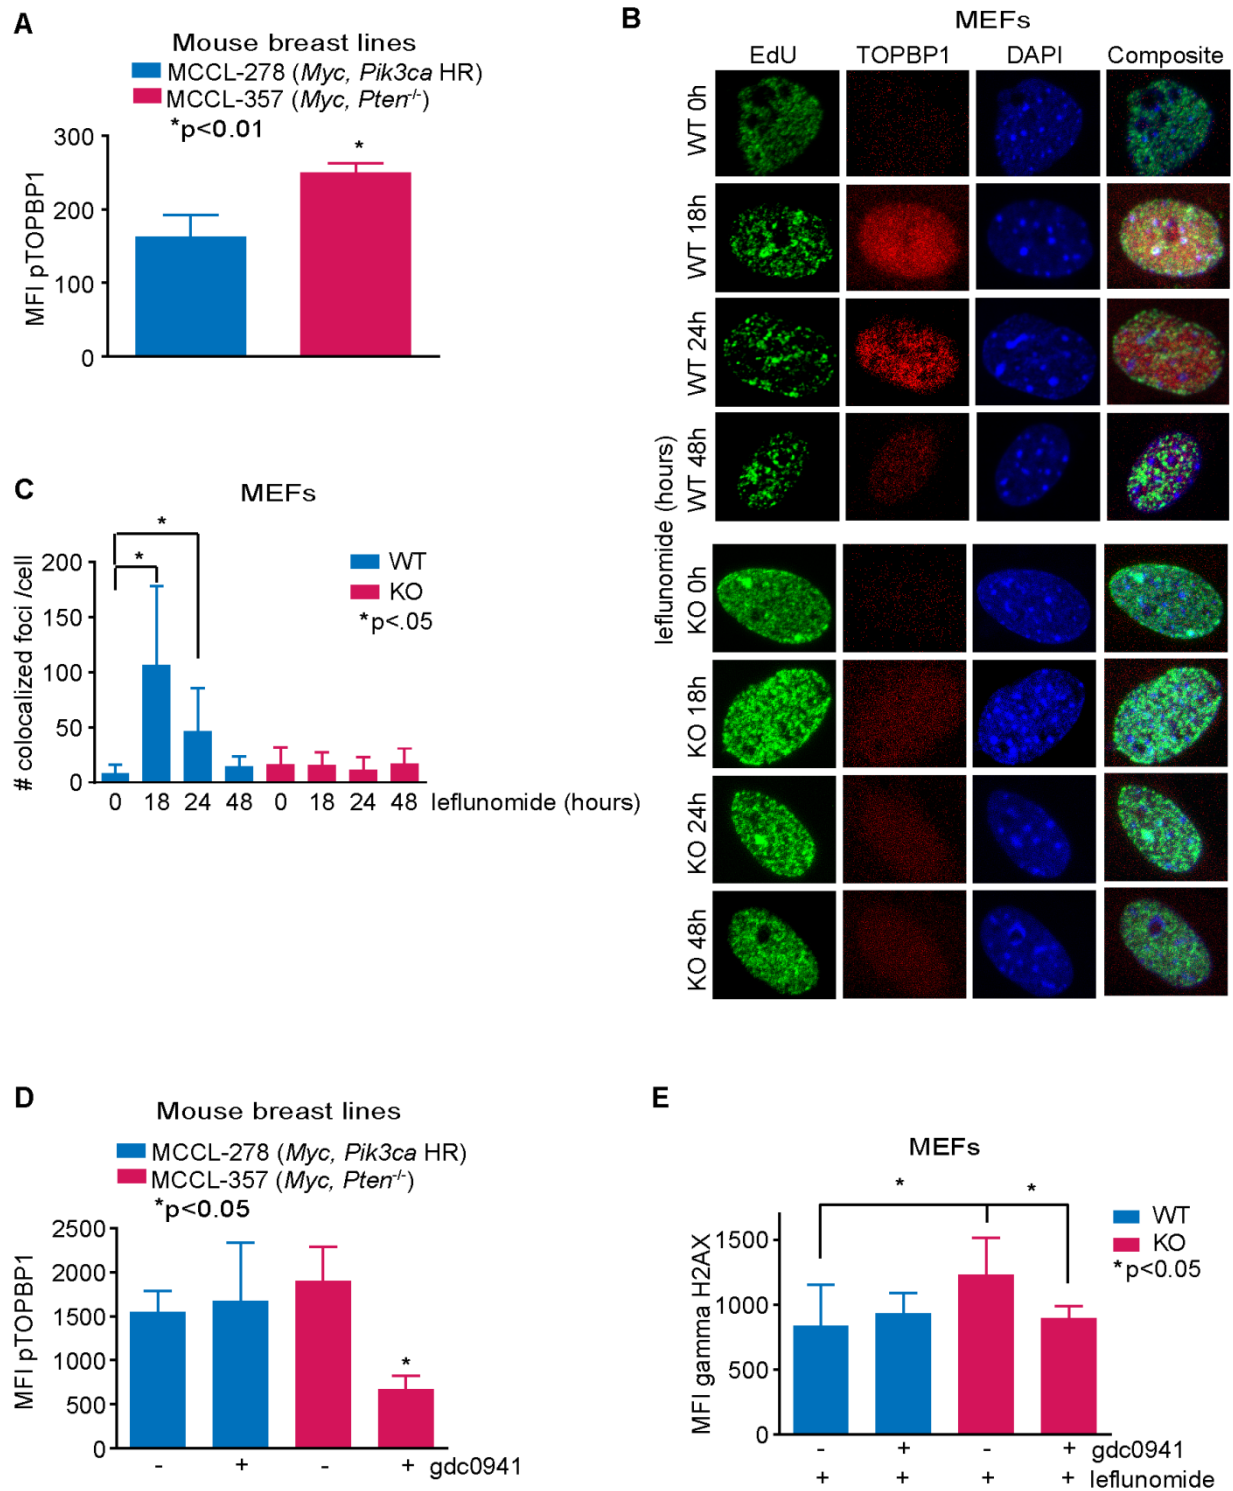 A
Mouse breast lines
MCCL-278 (Myc, Pik3ca HR)
MCCL-357 (Myc, Pten-/-)
*p<0.01
MFI pTOPBP1
300
200
100
0
*
B
MEFs
EdU TOPBP1 DAPI Composite
leflunomide (hours)
WT 0h
WT 18h
WT 24h
WT 48h
KO 0h
KO 18h
KO 24h
KO 48h
C
MEFs
# colocalized foci /cell
200
150
100
50
0
* *
WT
KO
*p<.05
0 18 24 48 0 18 24 48 leflunomide (hours)
D
Mouse breast lines
MCCL-278 (Myc, Pik3ca HR)
MCCL-357 (Myc, Pten-/-)
*p<0.05
MFI pTOPBP1
2500
2000
1500
1000
500
0
*
- + - + gdc0941
E
MEFs
MFI gamma H2AX
1500
1000
500
0
* *
WT
KO
*p<0.05
- + - + gdc0941
+ + + + leflunomide